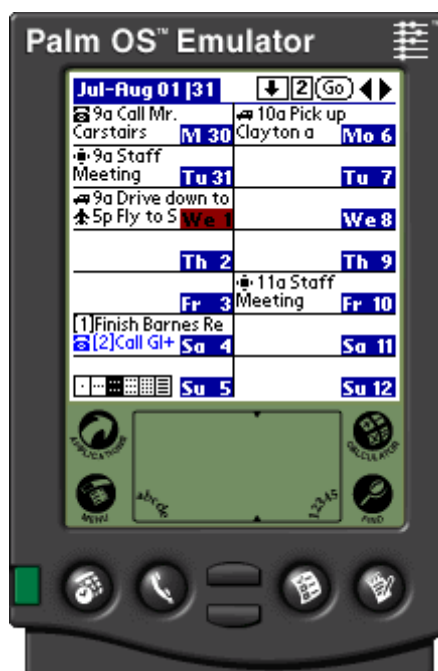 Palm OS™ Emulator
Jul-Aug 01 |31 2 Go
9a Call Mr.
Carstairs M 30
10a Pick up
Clayton a Mo 6
9a Staff
Meeting Tu 31
Tu 7
9a Drive down to
5p Fly to S We 1
We 8
Th 2
Th 9
Fr 3
11a Staff
Meeting Fr 10
[1]Finish Barnes Re
[2]Call Gl+ Sa 4
Sa 11
Su 5
Su 12
APPLICATIONS
CALCULATOR
MENU
abcde
12345
FIND